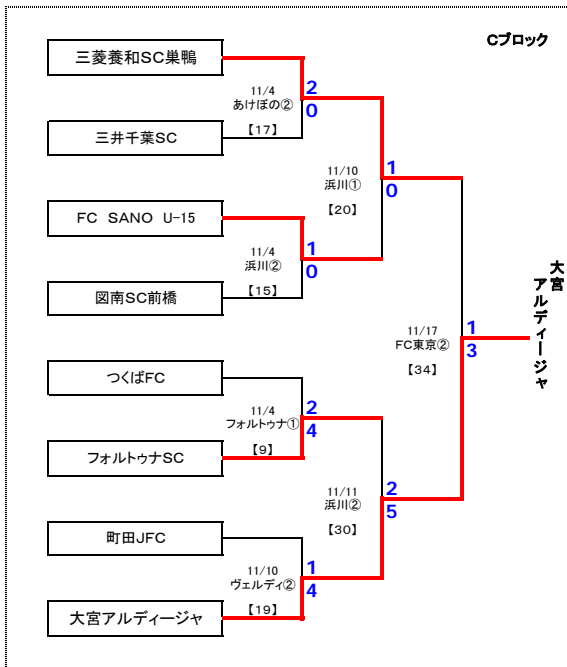 Cブロック
三菱養和SC巣鴨
11/4
あけぼの②
【17】
2
0
三井千葉SC
11/10
浜川①
【20】
1
0
FC SANO U-15
11/4
浜川②
【15】
1
0
図南SC前橋
大宮
アルディージャ
11/17
FC東京②
【34】
1
3
つくばFC
11/4
フォルトゥナ①
【9】
2
4
フォルトゥナSC
11/11
浜川②
【30】
2
5
町田JFC
11/10
ヴェルディ②
【19】
1
4
大宮アルディージャ